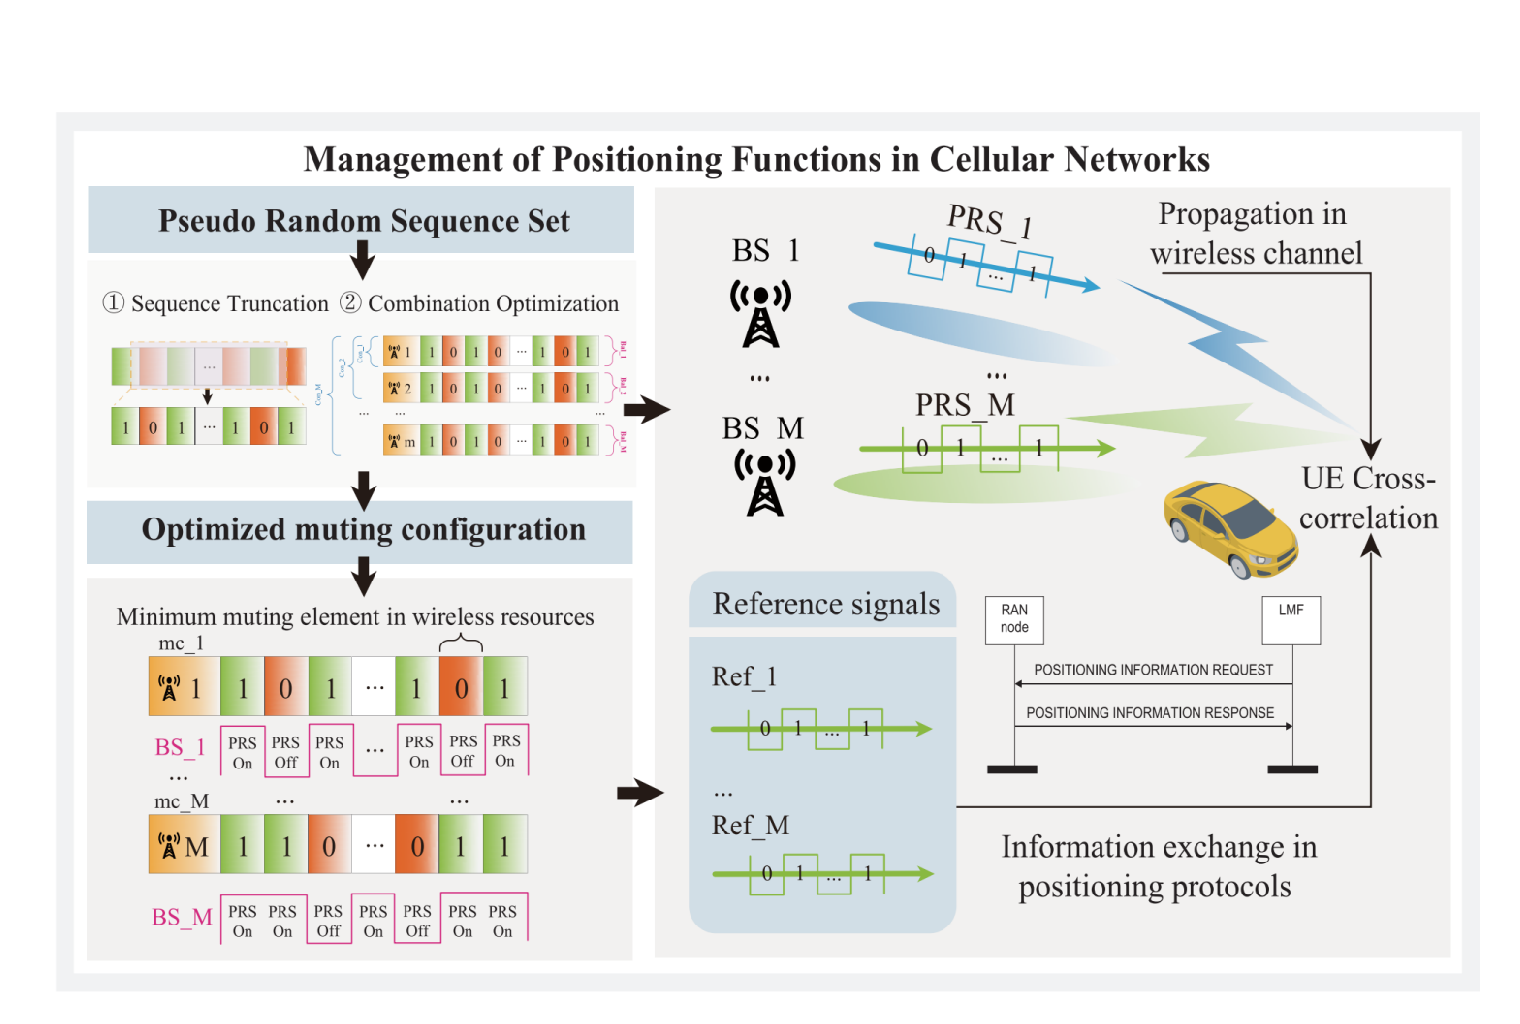 Management of Positioning Functions in Cellular Networks
Pseudo Random Sequence Set
① Sequence Truncation ② Combination Optimization
...
1 0 1 ... 1 0 1
Con_M
Con_2
Con_1
1 1 0 1 0 ... 1 0 1
Bal_1
2 1 0 1 0 ... 1 0 1
Bal_2
... ... ...
m 1 0 1 0 ... 1 0 1
Bal_M
Optimized muting configuration
Minimum muting element in wireless resources
mc_1
1 1 0 1 ... 1 0 1
BS_1 PRS On PRS Off PRS On ... PRS On PRS Off PRS On
...
mc_M ... ...
M 1 1 0 ... 0 1 1
BS_M PRS On PRS On PRS Off PRS On PRS Off PRS On PRS On
BS 1
...
BS M
PRS_1
0 1 ... 1
...
PRS_M
0 1 ... 1
Propagation in
wireless channel
UE Cross-
correlation
Reference signals
Ref_1
0 1 ... 1
...
Ref_M
0 1 ... 1
RAN
node
LMF
POSITIONING INFORMATION REQUEST
POSITIONING INFORMATION RESPONSE
Information exchange in
positioning protocols